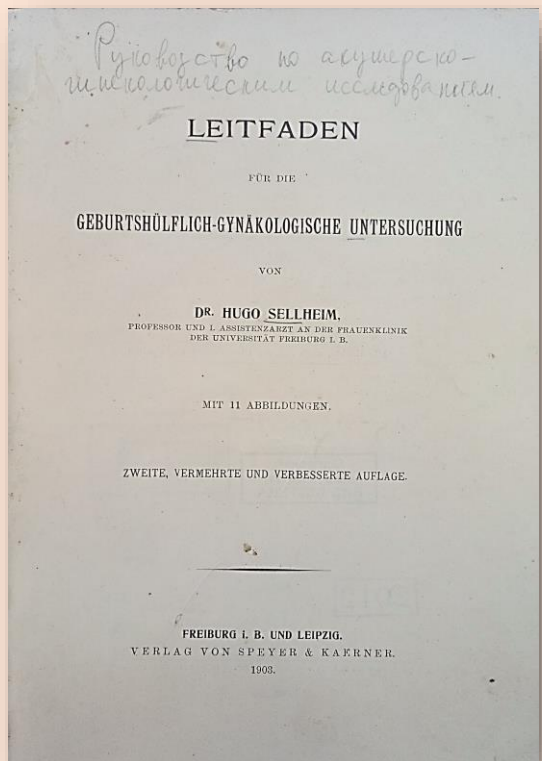 Руководство по акушерско-
гинекологическим исследованием.
LEITFADEN
FÜR DIE
GEBURTSHÜLFLICH-GYNÄKOLOGISCHE UNTERSUCHUNG
VON
DR. HUGO SELLHEIM,
PROFESSOR UND I. ASSISTENZARZT AN DER FRAUENKLINIK
DER UNIVERSITÄT FREIBURG I. B.
MIT 11 ABBILDUNGEN.
ZWEITE, VERMEHRTE UND VERBESSERTE AUFLAGE.
FREIBURG i. B. UND LEIPZIG.
VERLAG VON SPEYER & KAERNER.
1903.